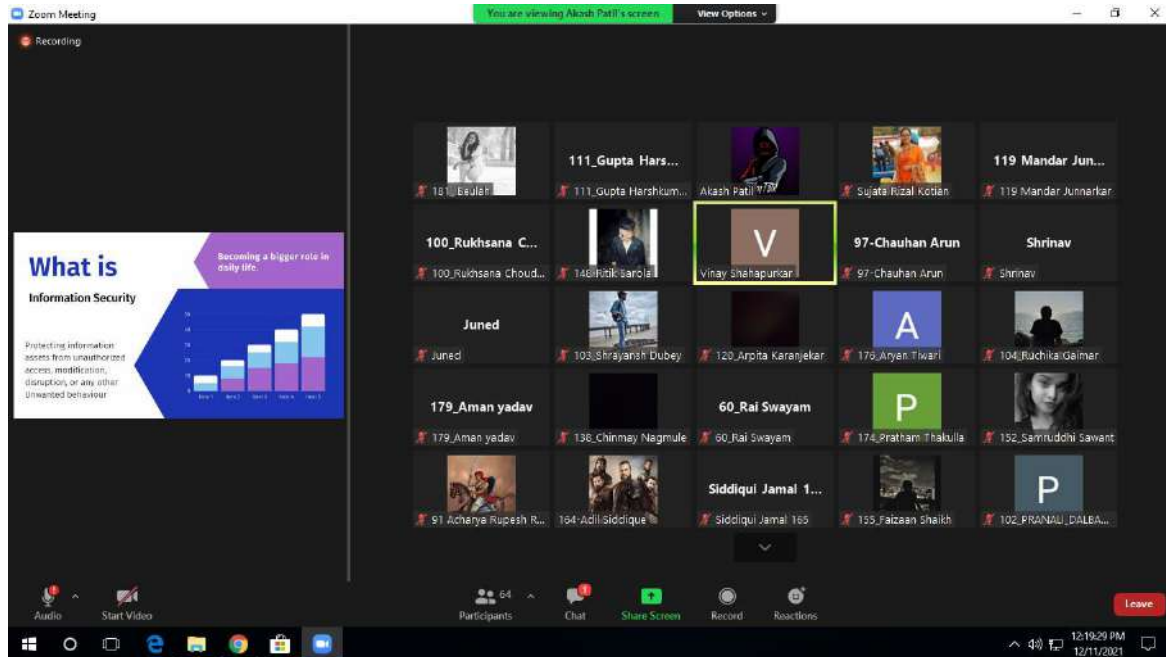 Zoom Meeting
You are viewing Akash Patil's screen
View Options
Recording
What is
Information Security
Protecting information
assets from unauthorized
access, modification,
disruption, or any other
Unwanted behaviour
Becoming a bigger role in
daily life.
181_Beulah
111_Gupta Hars...
111_Gupta Harshkum...
Akash Patil
Sujata Rizal Kotian
119 Mandar Jun...
119 Mandar Junnarkar
100_Rukhsana C...
100_Rukhsana Choud...
148-Ritik Barola
V
Vinay Shahapurkar
97-Chauhan Arun
97-Chauhan Arun
Shrinav
Shrinav
Juned
Juned
103_Shrayansh Dubey
120_Arpita Karanjekar
A
176_Aryan Tiwari
104_Ruchika Gaimar
179_Aman yadav
179_Aman yadav
138_Chinmay Nagmule
60_Rai Swayam
60_Rai Swayam
P
174_Pratham Thakulla
152_Samruddhi Sawant
91 Acharya Rupesh R...
164-Adil Siddique
Siddiqui Jamal 1...
Siddiqui Jamal 165
155_Faizaan Shaikh
P
102_PRANALI_DALBA...
Audio
Start Video
64
Participants
1
Chat
Share Screen
Record
Reactions
Leave
12:19:29 PM
12/11/2021